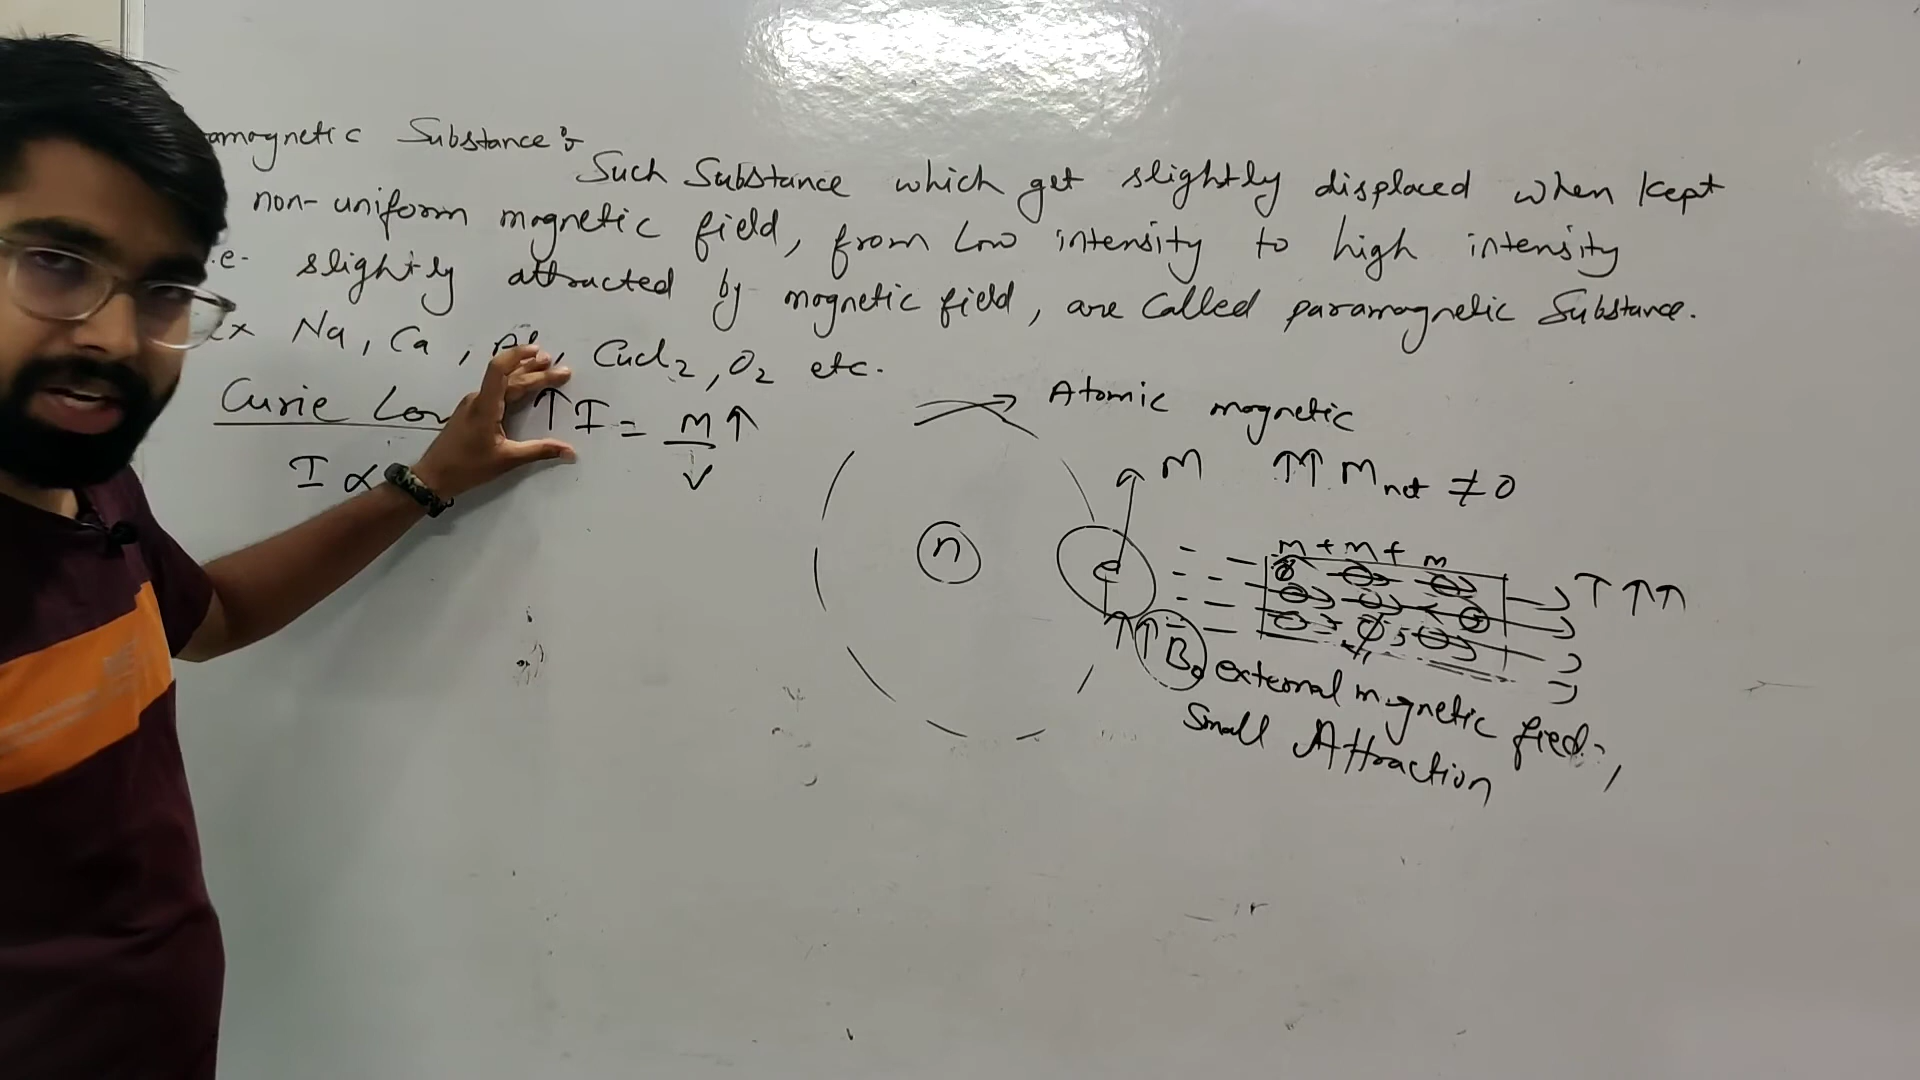 amagnetic Substance :-
Such Substance which get slightly displaced when kept
non-uniform magnetic field, from Low intensity to high intensity
.e. slightly attracted by magnetic field, are called paramagnetic Substance.
Ex Na, Ca, Al, CuCl2, O2 etc.
Curie Law
↑ I = M↑ / V
I ∝
Atomic magnetic
M ↑↑ Mnet ≠ 0
n
e
M + M + M
↑↑↑
↑↑ B0 external magnetic field,
Small Attraction